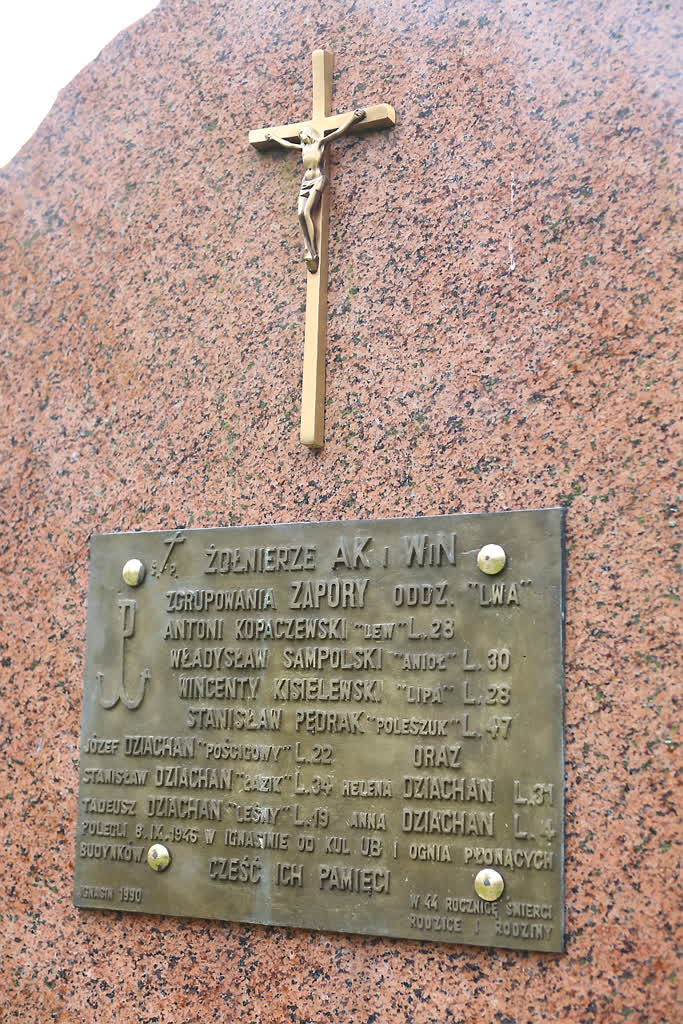 Ś. P. ŻOŁNIERZE AK I WIN
ZGRUPOWANIA ZAPORY ODDZ. "LWA"
ANTONI KOPACZEWSKI "LEW" L. 28
WŁADYSŁAW SAMPOLSKI "ANIOŁ" L. 30
WINCENTY KISIELEWSKI "LIPA" L. 28
STANISŁAW PĘDRAK "POLESZUK" L. 47
JÓZEF DZIACHAN "POŚCIGOWY" L. 22 ORAZ
STANISŁAW DZIACHAN "ŁAZIK" L. 34 HELENA DZIACHAN L. 31
TADEUSZ DZIACHAN "LEŚNY" L. 19 ANNA DZIACHAN L. 4
POLEGLI 8.IX.1946 W IGNASINIE OD KUL UB I OGNIA PŁONĄCYCH
BUDYNKÓW
CZEŚĆ ICH PAMIĘCI
IGNASIN 1990
W 44 ROCZNICĘ ŚMIERCI
RODZICE I RODZINY